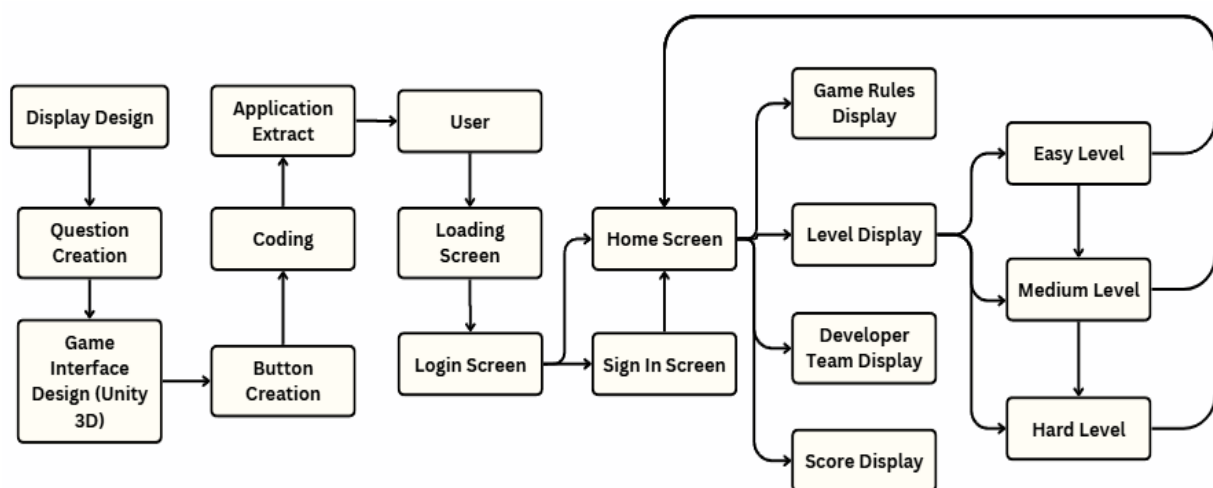 Display Design
Question
Creation
Game
Interface
Design (Unity
3D)
Button
Creation
Coding
Application
Extract
User
Loading
Screen
Login Screen
Sign In Screen
Home Screen
Game Rules
Display
Level Display
Developer
Team Display
Score Display
Easy Level
Medium Level
Hard Level